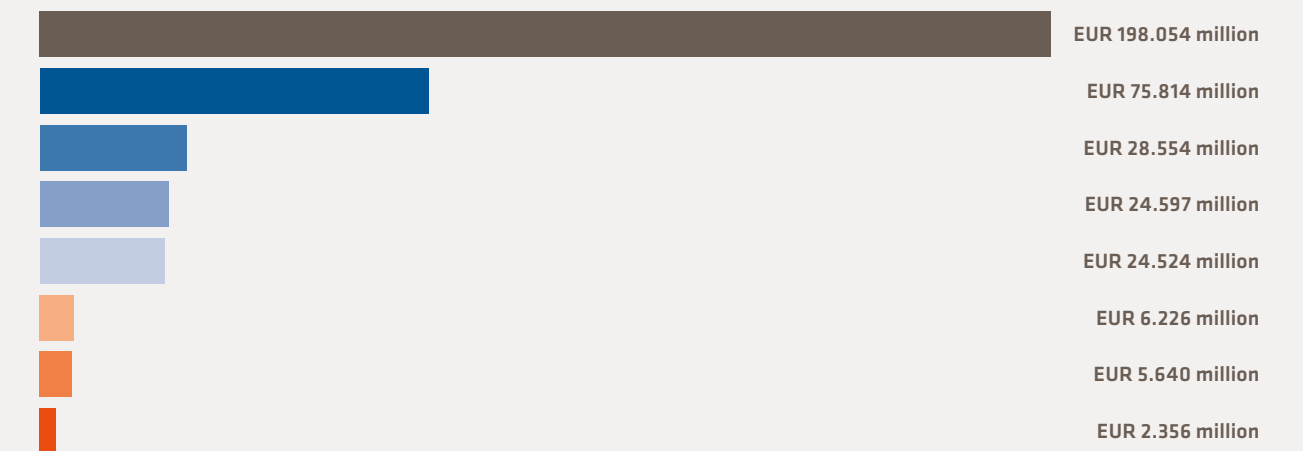 EUR 198.054 million
EUR 75.814 million
EUR 28.554 million
EUR 24.597 million
EUR 24.524 million
EUR 6.226 million
EUR 5.640 million
EUR 2.356 million